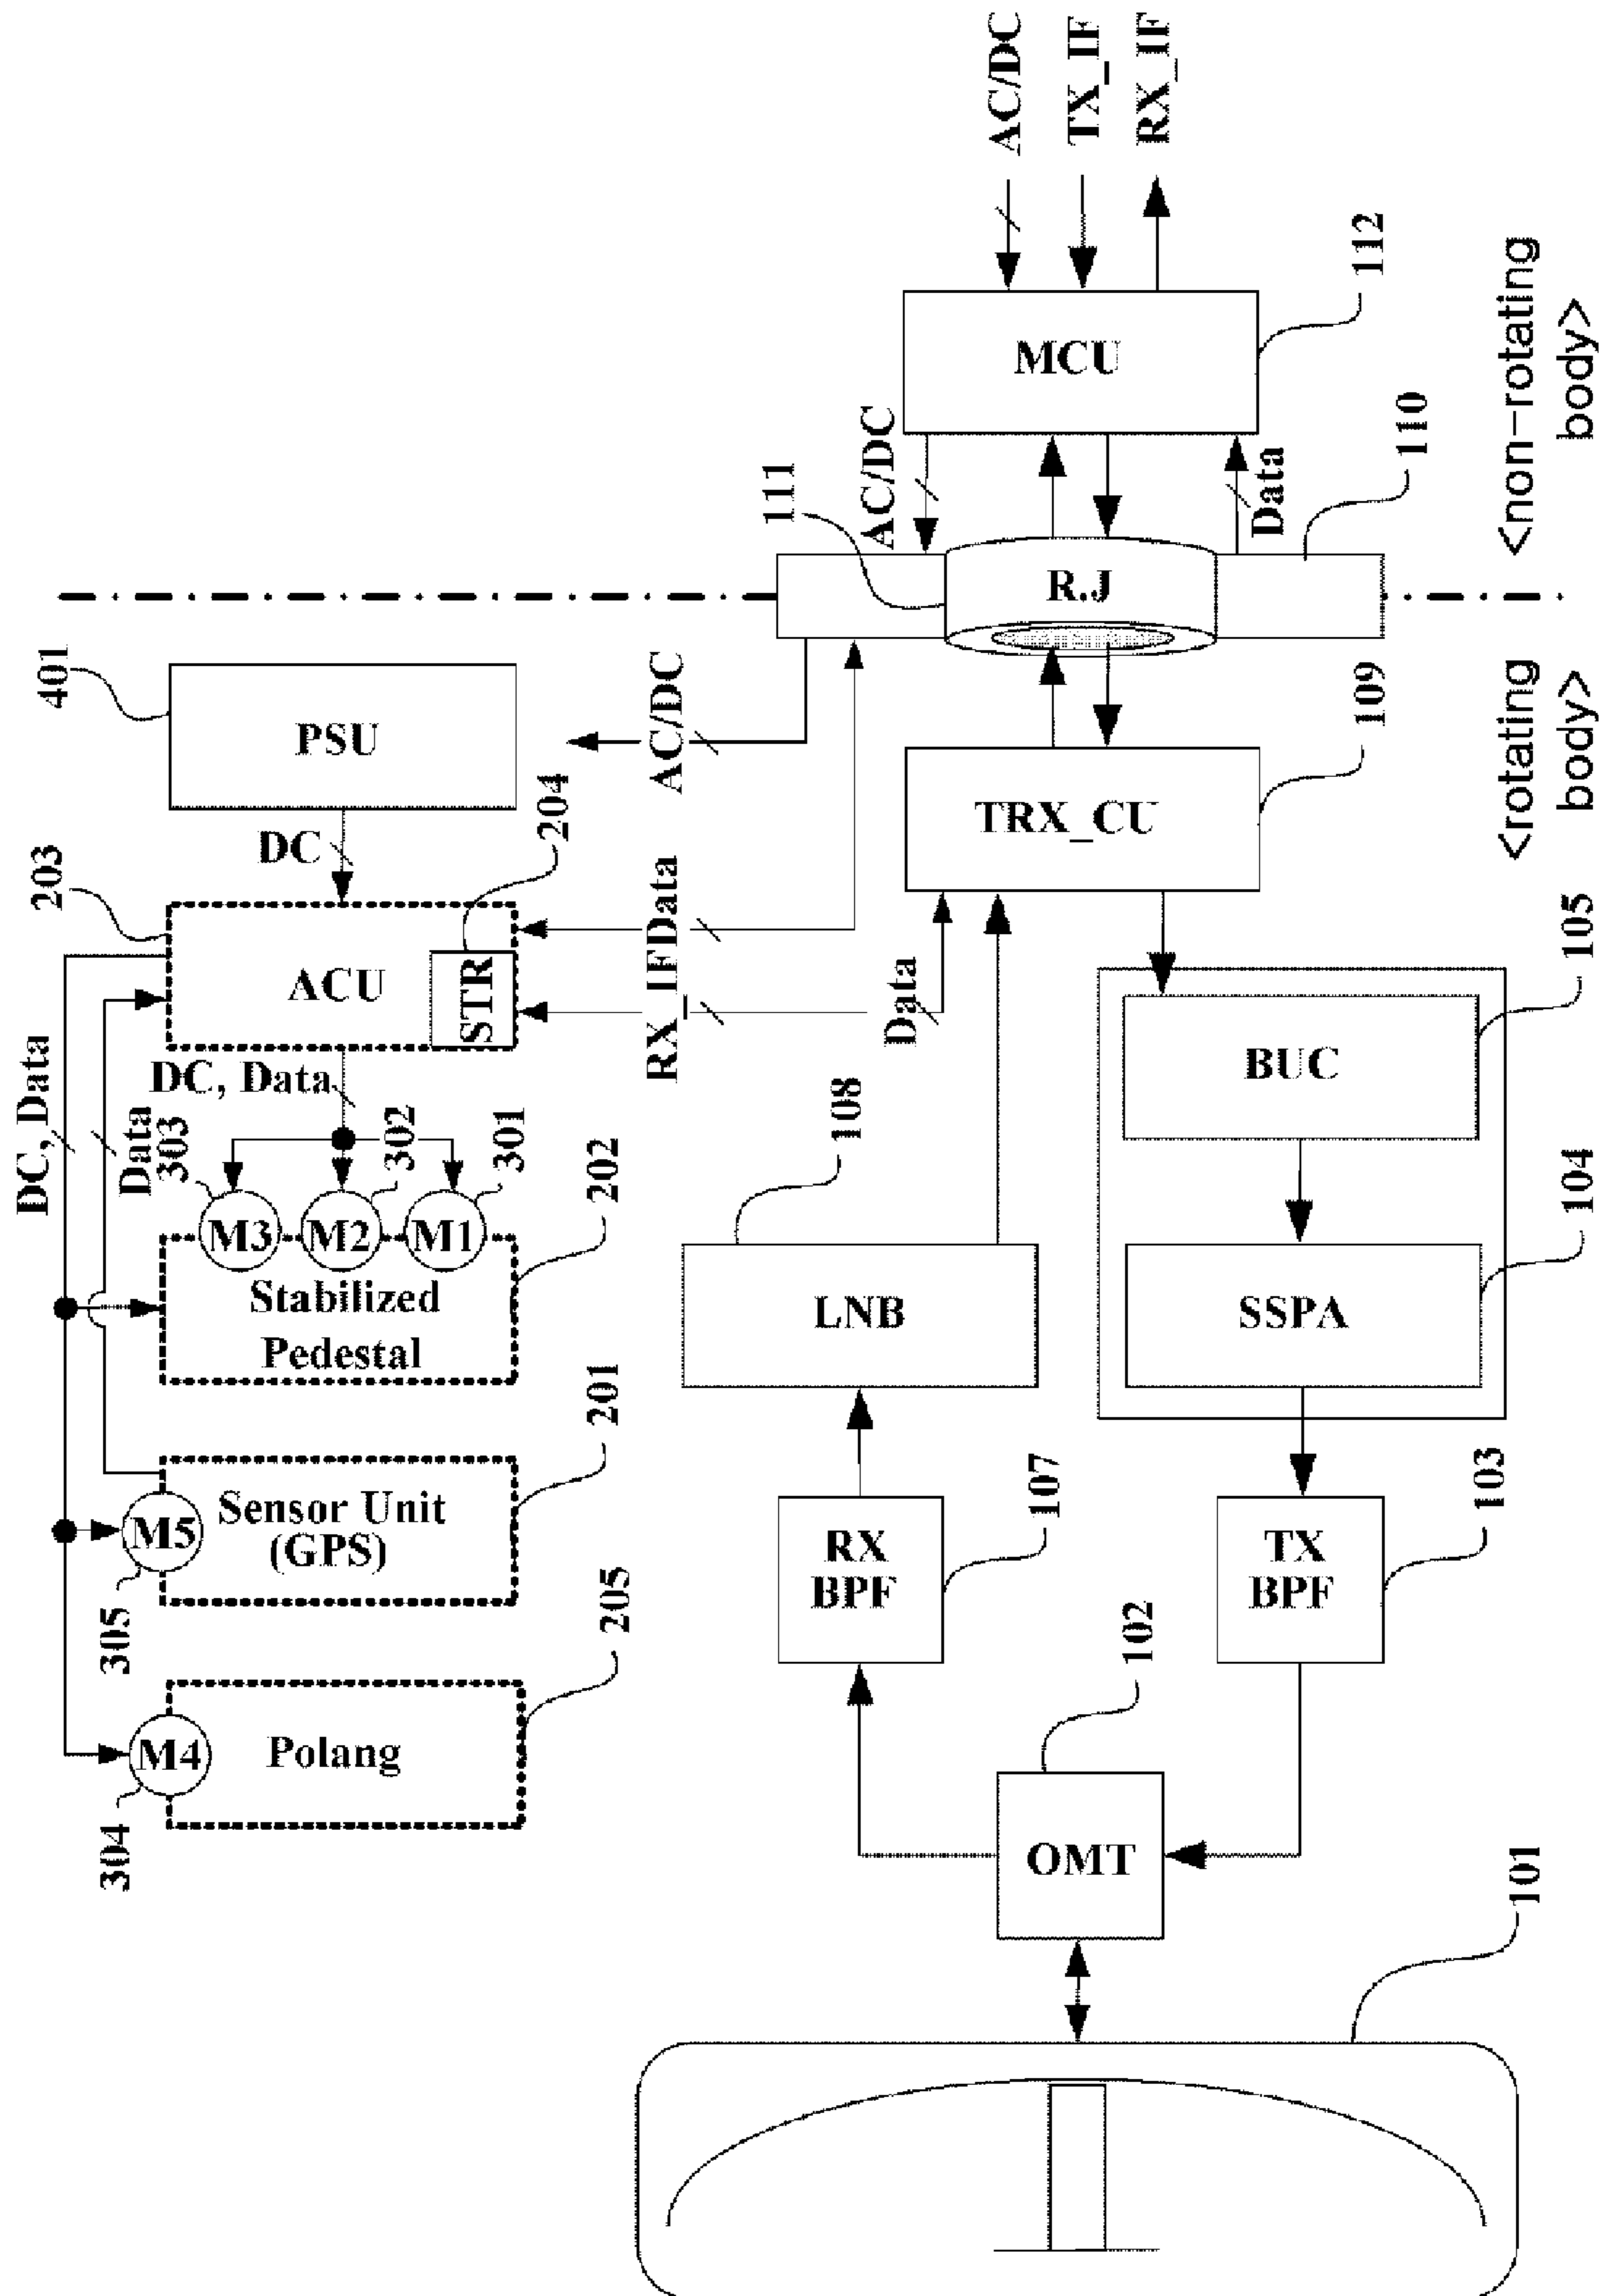 AC/DC
TX_IF
RX_IF
MCU
112
AC/DC
Data
110
111
R.J
<non-rotating
body>
<rotating
body>
401
PSU
AC/DC
DC
204
203
ACU
STR
RX_IF
Data
Data
TRX_CU
109
DC, Data
Data
DC, Data
303
302
301
M3
M2
M1
Stabilized
Pedestal
202
108
LNB
BUC
105
SSPA
104
M5
Sensor Unit
(GPS)
201
305
RX
BPF
107
TX
BPF
103
M4
Polang
205
304
OMT
102
101